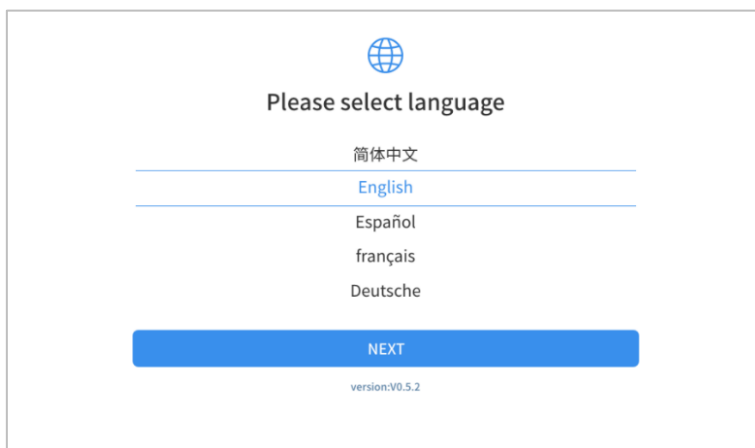 Please select language
简体中文
English
Español
français
Deutsche
NEXT
version:V0.5.2